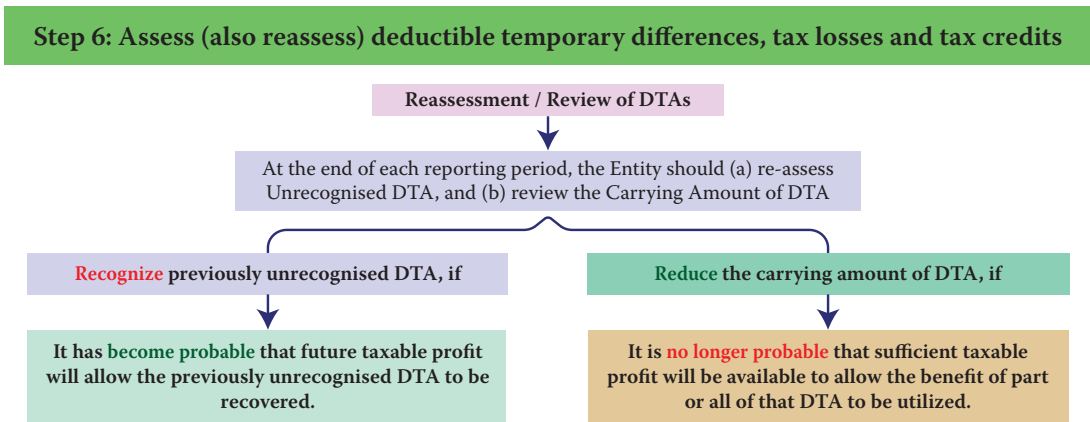 Step 6: Assess (also reassess) deductible temporary differences, tax losses and tax credits
Reassessment / Review of DTAs
At the end of each reporting period, the Entity should (a) re-assess
Unrecognised DTA, and (b) review the Carrying Amount of DTA
Recognize previously unrecognised DTA, if
It has become probable that future taxable profit
will allow the previously unrecognised DTA to be
recovered.
Reduce the carrying amount of DTA, if
It is no longer probable that sufficient taxable
profit will be available to allow the benefit of part
or all of that DTA to be utilized.